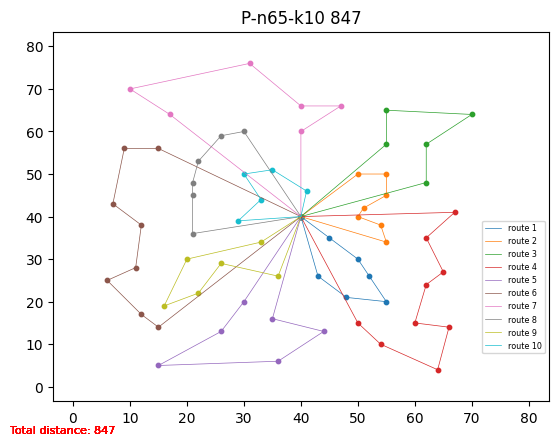 P-n65-k10 847
80
70
60
50
40
30
20
10
0
route 1
route 2
route 3
route 4
route 5
route 6
route 7
route 8
route 9
route 10
0 10 20 30 40 50 60 70 80
Total distance: 847